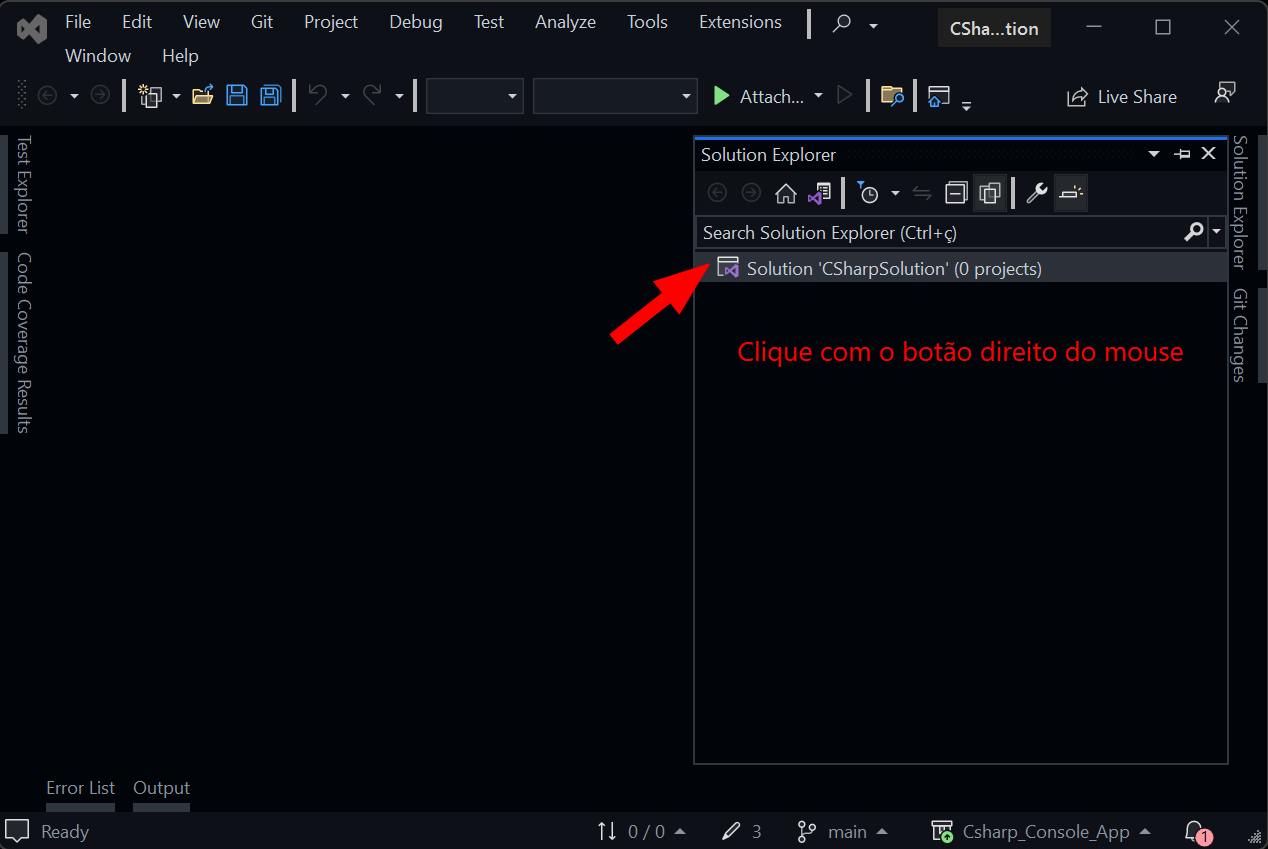 File Edit View Git Project Debug Test Analyze Tools Extensions CSha...tion
Window Help
Attach... Live Share
Test Explorer
Code Coverage Results
Solution Explorer
Search Solution Explorer (Ctrl+ç)
Solution 'CSharpSolution' (0 projects)
Clique com o botão direito do mouse
Solution Explorer
Git Changes
Error List Output
Ready 0 / 0 3 main Csharp_Console_App 1